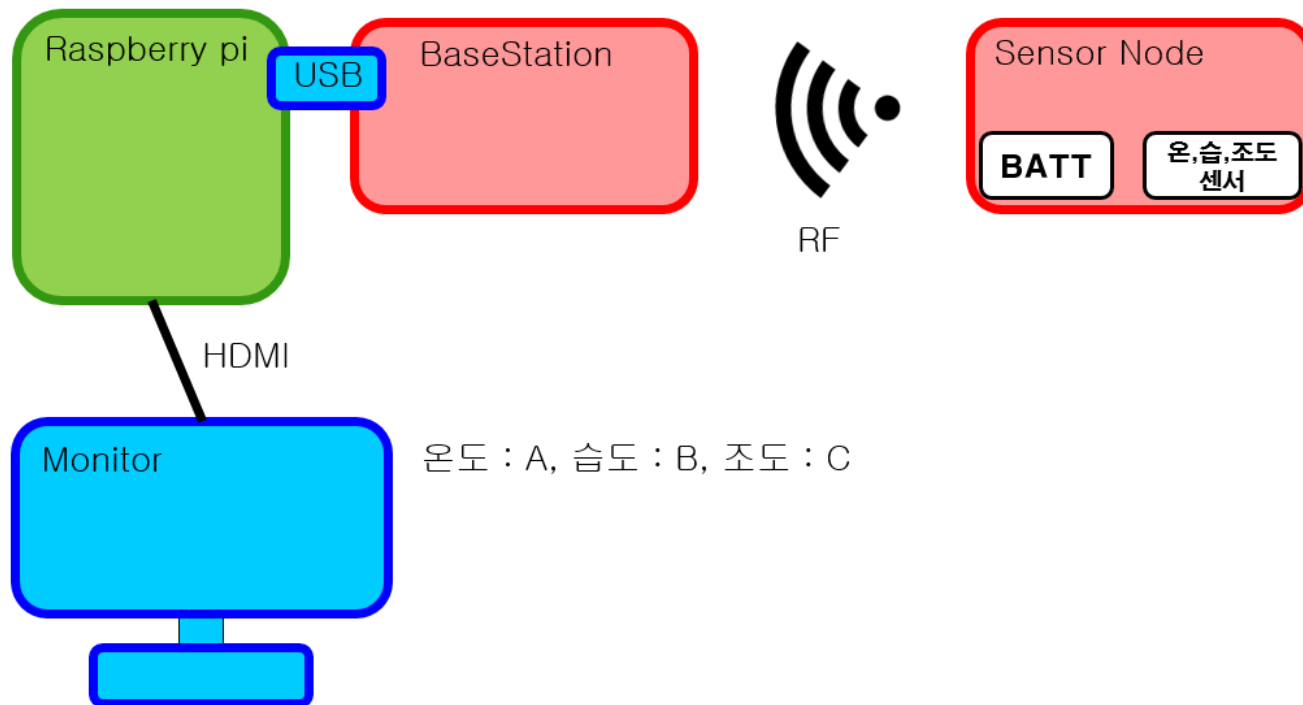 Raspberry pi
USB
BaseStation
Sensor Node
BATT
온,습,조도
센서
RF
HDMI
Monitor
온도 : A, 습도 : B, 조도 : C